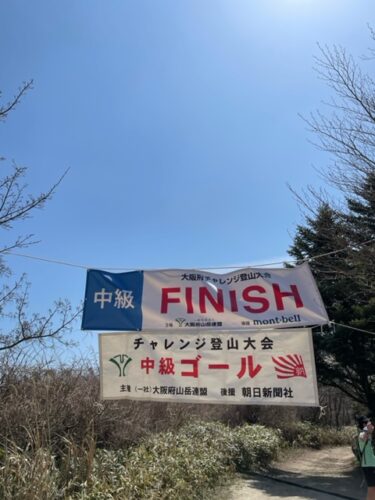 大阪府チャレンジ登山大会
中級 FINISH
主催 大阪府山岳連盟 mont-bell
チャレンジ登山大会
中級ゴール
主催 (一社)大阪府山岳連盟 後援 朝日新聞社